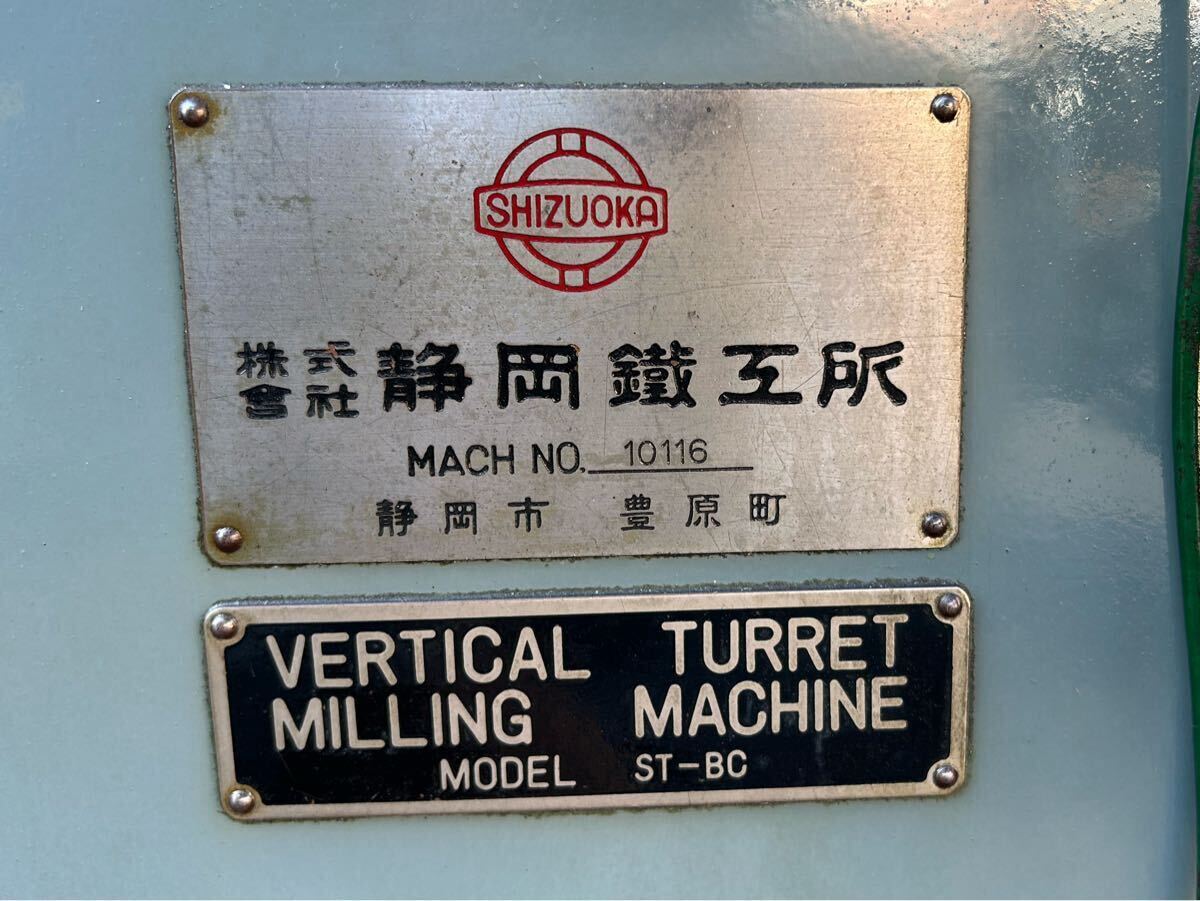 SHIZUOKA
株式會社 静岡鐵工所
MACH NO. 10116
静岡市 豊原町
VERTICAL TURRET
MILLING MACHINE
MODEL ST-BC